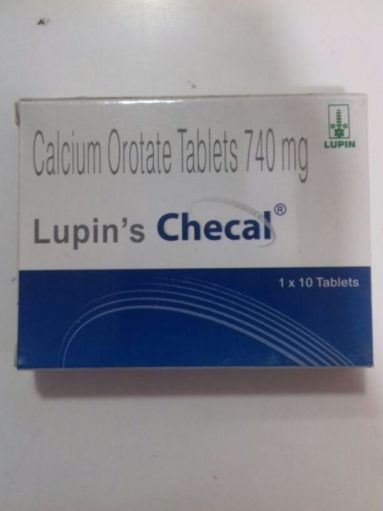 Calcium Orotate Tablets 740 mg
LUPIN
Lupin's Checal®
1 x 10 Tablets